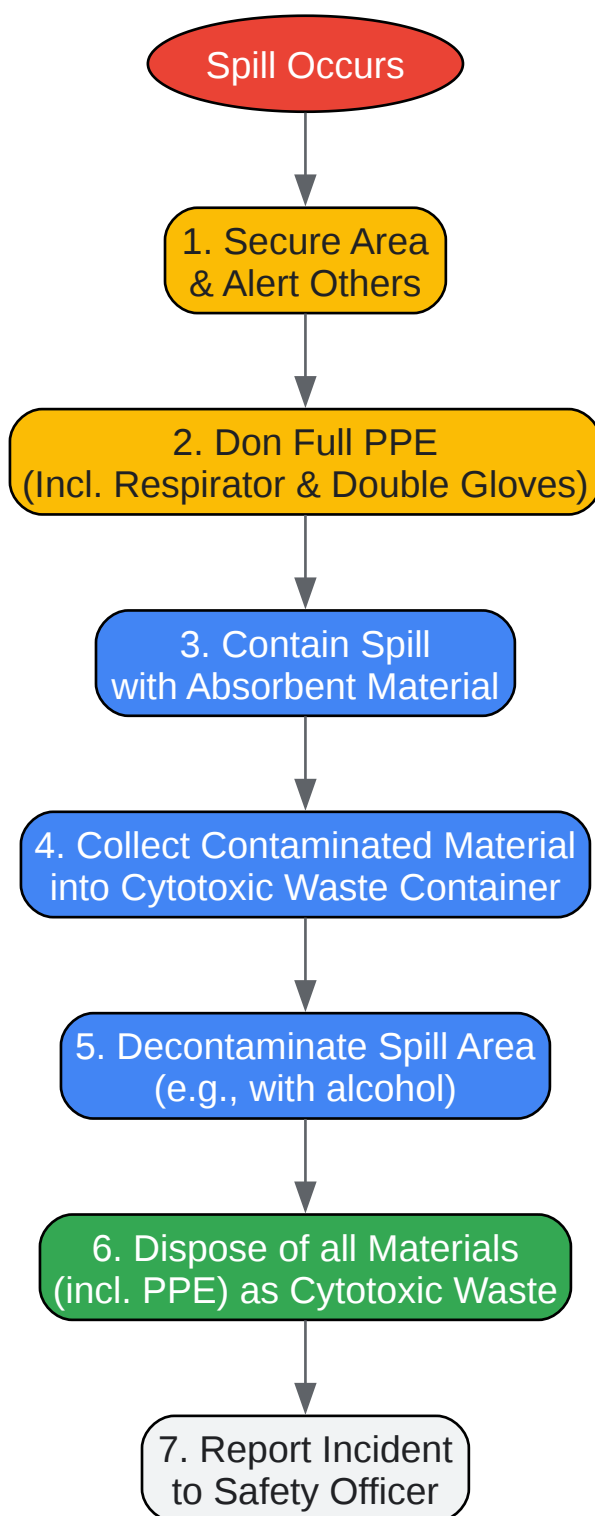 Spill Occurs
1. Secure Area
& Alert Others
2. Don Full PPE
(Incl. Respirator & Double Gloves)
3. Contain Spill
with Absorbent Material
4. Collect Contaminated Material
into Cytotoxic Waste Container
5. Decontaminate Spill Area
(e.g., with alcohol)
6. Dispose of all Materials
(incl. PPE) as Cytotoxic Waste
7. Report Incident
to Safety Officer